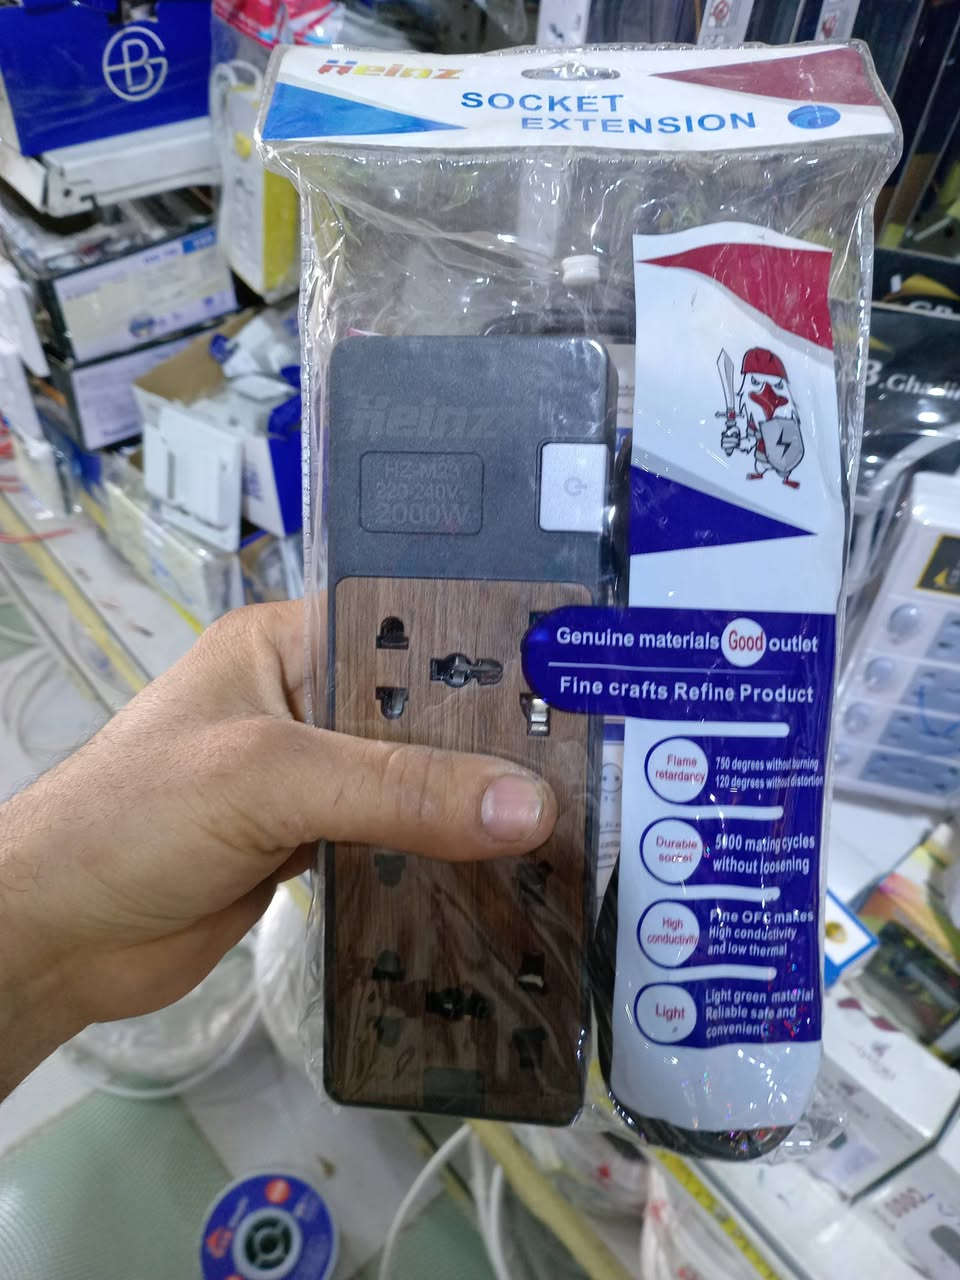 Heinz
SOCKET
EXTENSION
Heinz
220-240V
2000W
Genuine materials Good outlet
Fine crafts Refine Product
Flame
retardancy
750 degrees without burning
120 degrees without distortion
Durable
socket
5000 mating cycles
without loosening
High
conductivity
Fine OFC makes
High conductivity
and low thermal
Light
Light green material
Reliable safe and
convenient